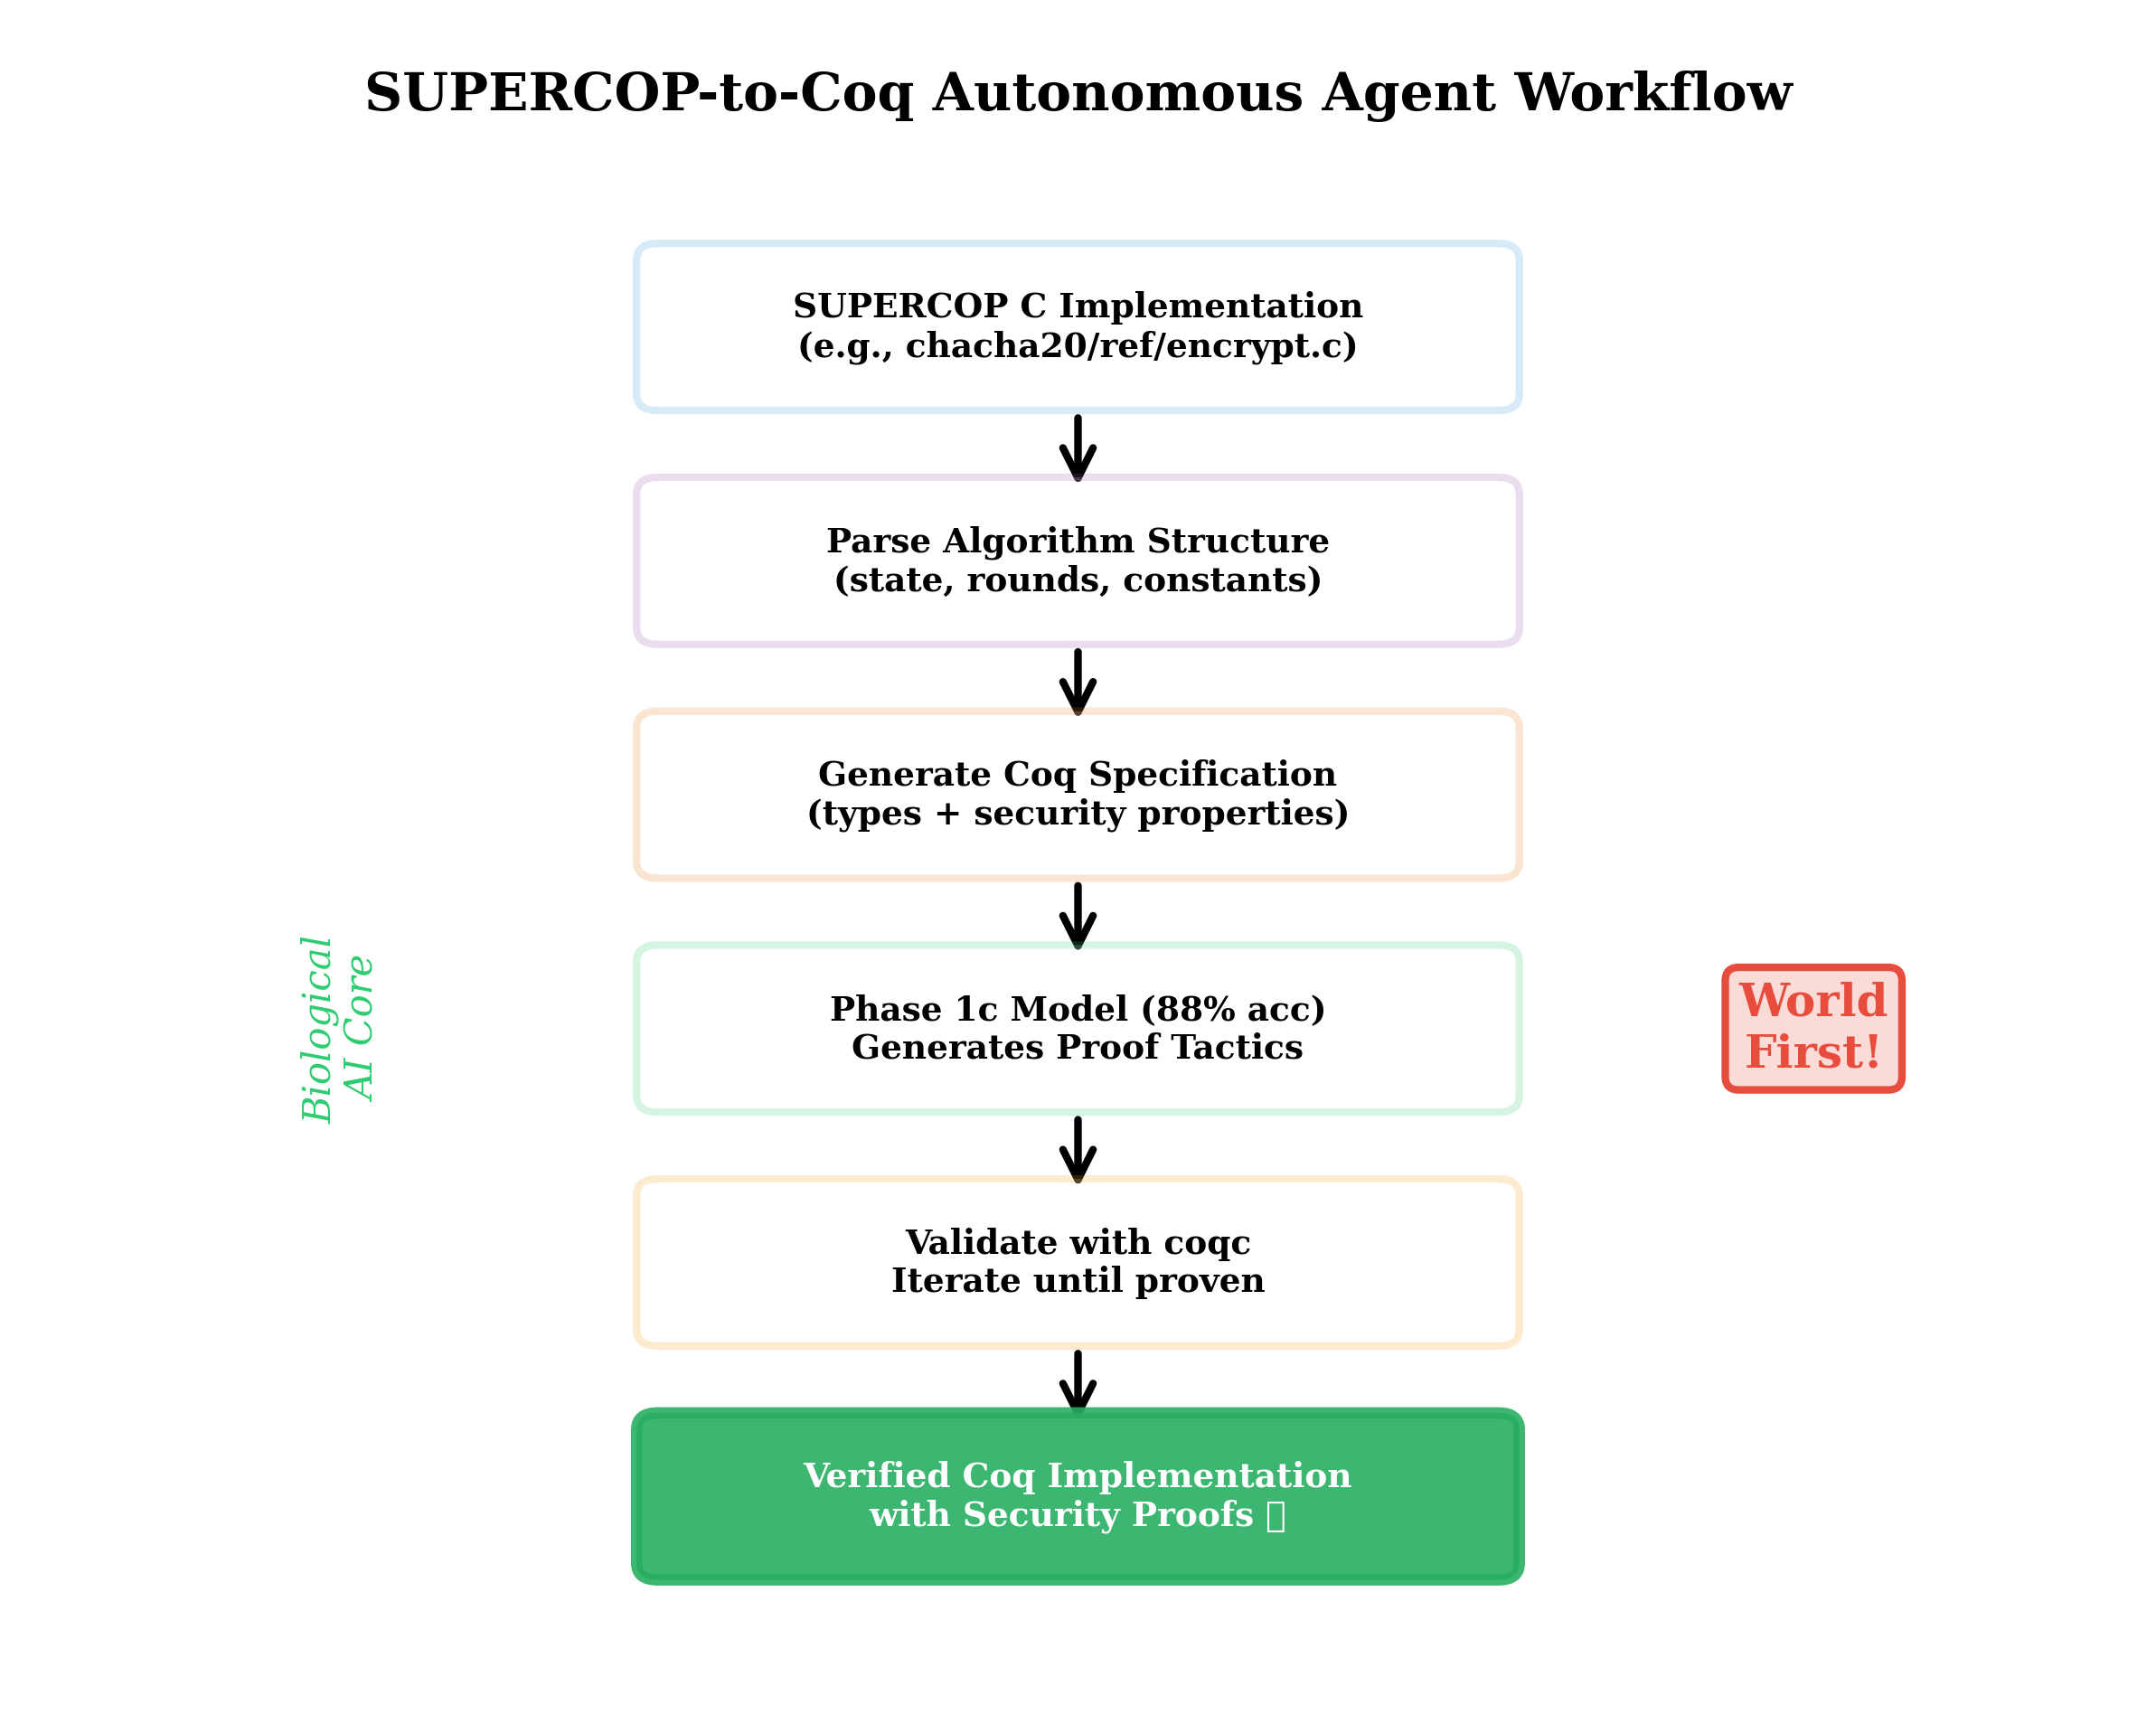 SUPERCOP-to-Coq Autonomous Agent Workflow
SUPERCOP C Implementation
(e.g., chacha20/ref/encrypt.c)
Parse Algorithm Structure
(state, rounds, constants)
Generate Coq Specification
(types + security properties)
Biological
AI Core
Phase 1c Model (88% acc)
Generates Proof Tactics
World
First!
Validate with coqc
Iterate until proven
Verified Coq Implementation
with Security Proofs